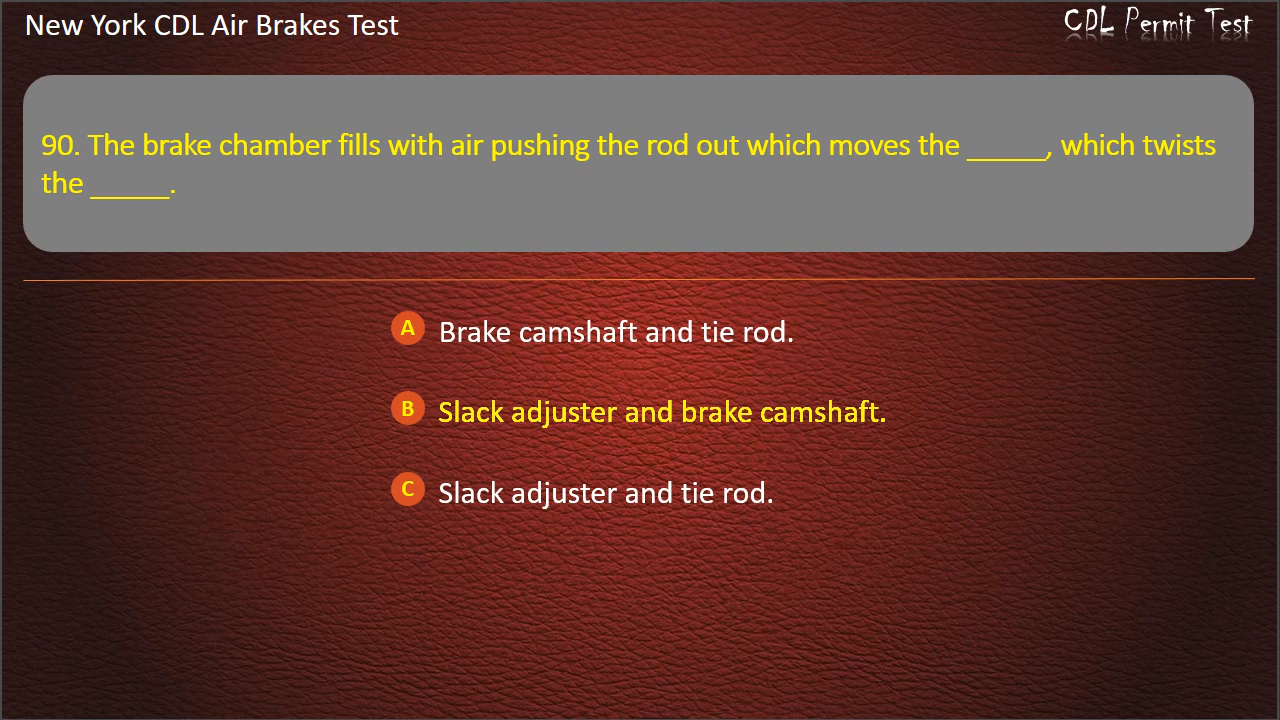 New York CDL Air Brakes Test
CDL Permit Test
90. The brake chamber fills with air pushing the rod out which moves the _____, which twists
the _____.
A Brake camshaft and tie rod.
B Slack adjuster and brake camshaft.
C Slack adjuster and tie rod.